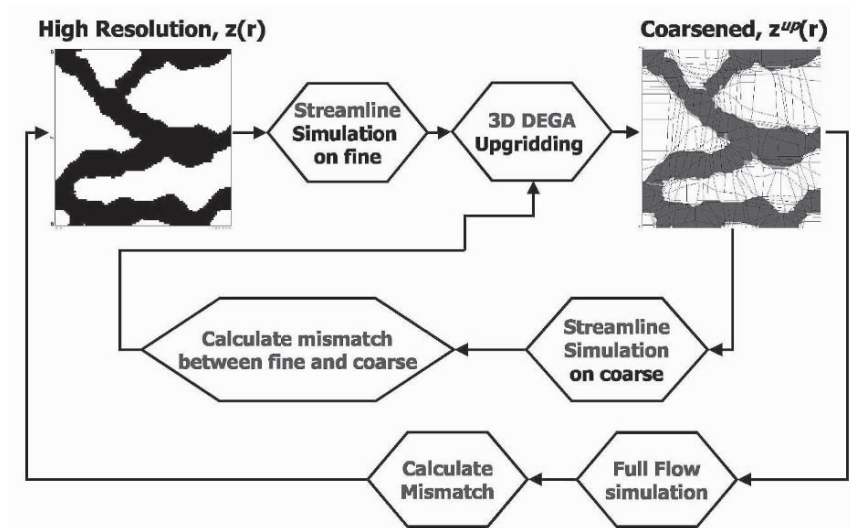 High Resolution, z(r)
Coarsened, z^up(r)
Streamline
Simulation
on fine
3D DEGA
Upgridding
Calculate mismatch
between fine and coarse
Streamline
Simulation
on coarse
Calculate
Mismatch
Full Flow
simulation